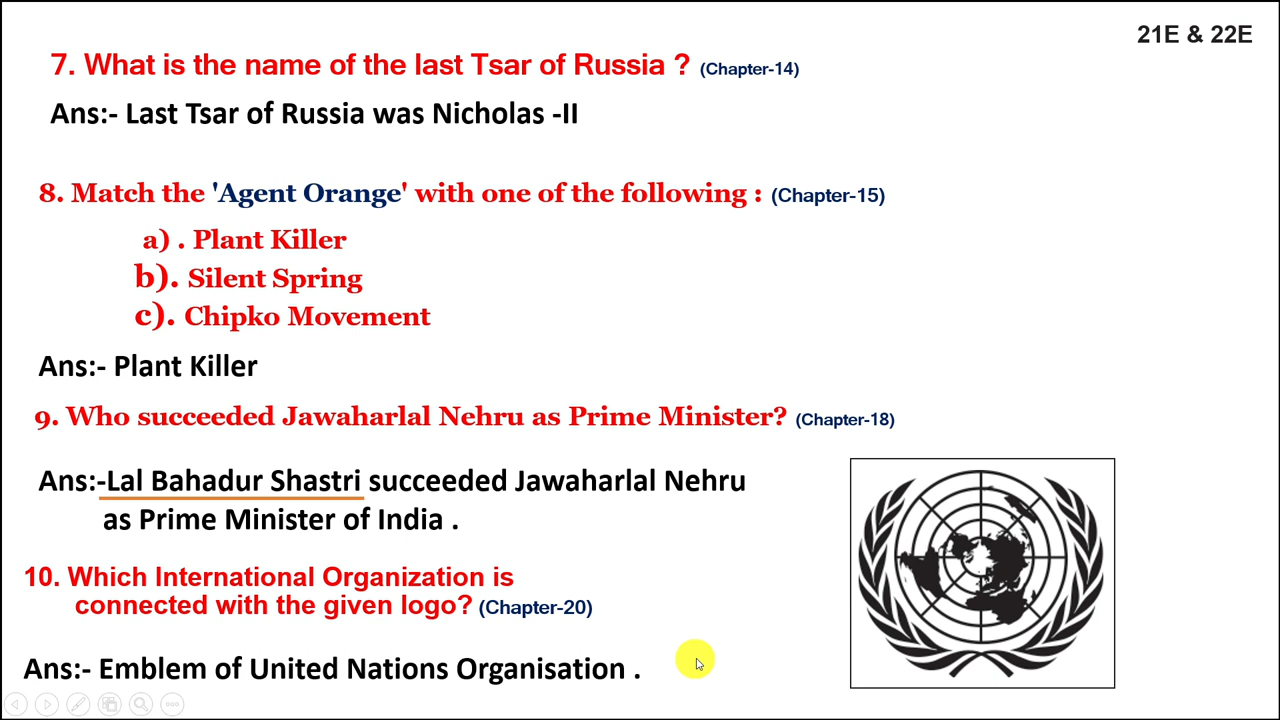 21E & 22E
7. What is the name of the last Tsar of Russia ? (Chapter-14)
Ans:- Last Tsar of Russia was Nicholas -II
8. Match the 'Agent Orange' with one of the following : (Chapter-15)
a) . Plant Killer
b). Silent Spring
c). Chipko Movement
Ans:- Plant Killer
9. Who succeeded Jawaharlal Nehru as Prime Minister? (Chapter-18)
Ans:-Lal Bahadur Shastri succeeded Jawaharlal Nehru
as Prime Minister of India .
10. Which International Organization is
connected with the given logo? (Chapter-20)
Ans:- Emblem of United Nations Organisation .